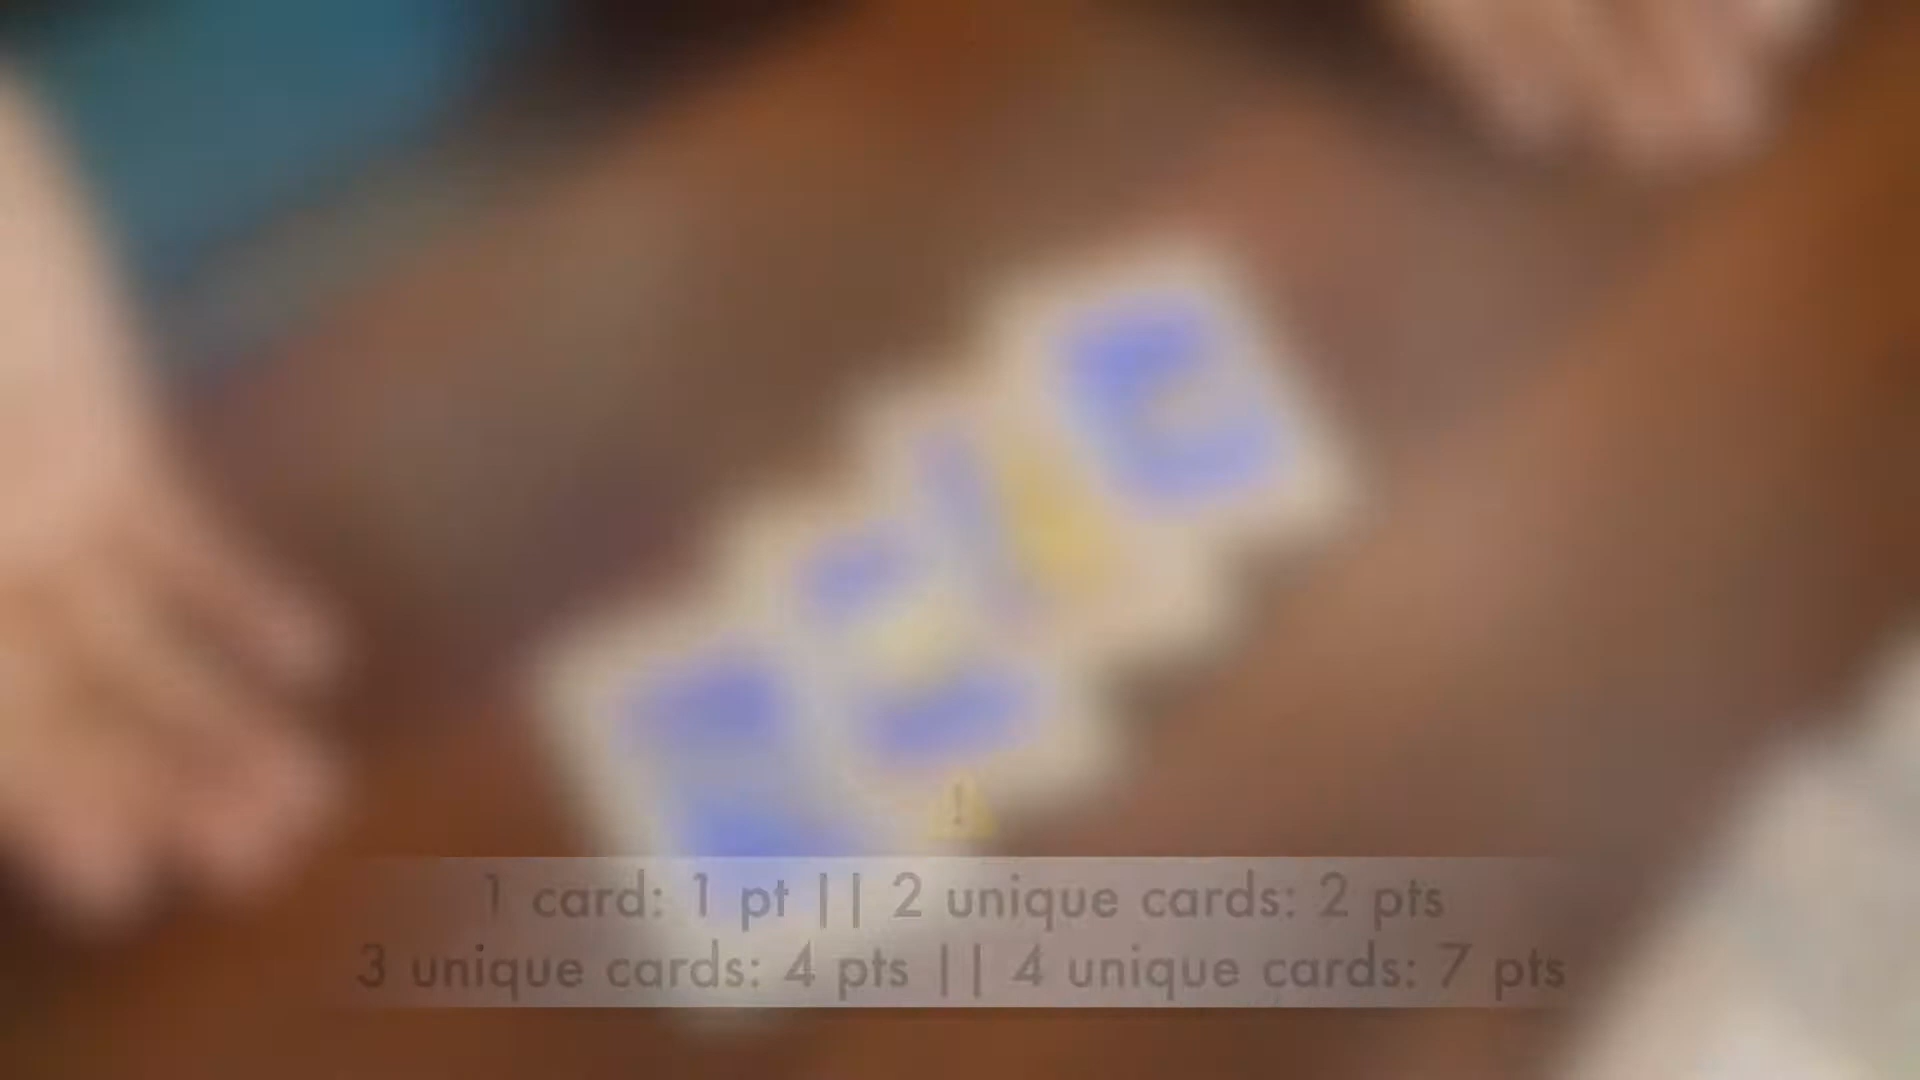 1 card: 1 pt || 2 unique cards: 2 pts
3 unique cards: 4 pts || 4 unique cards: 7 pts